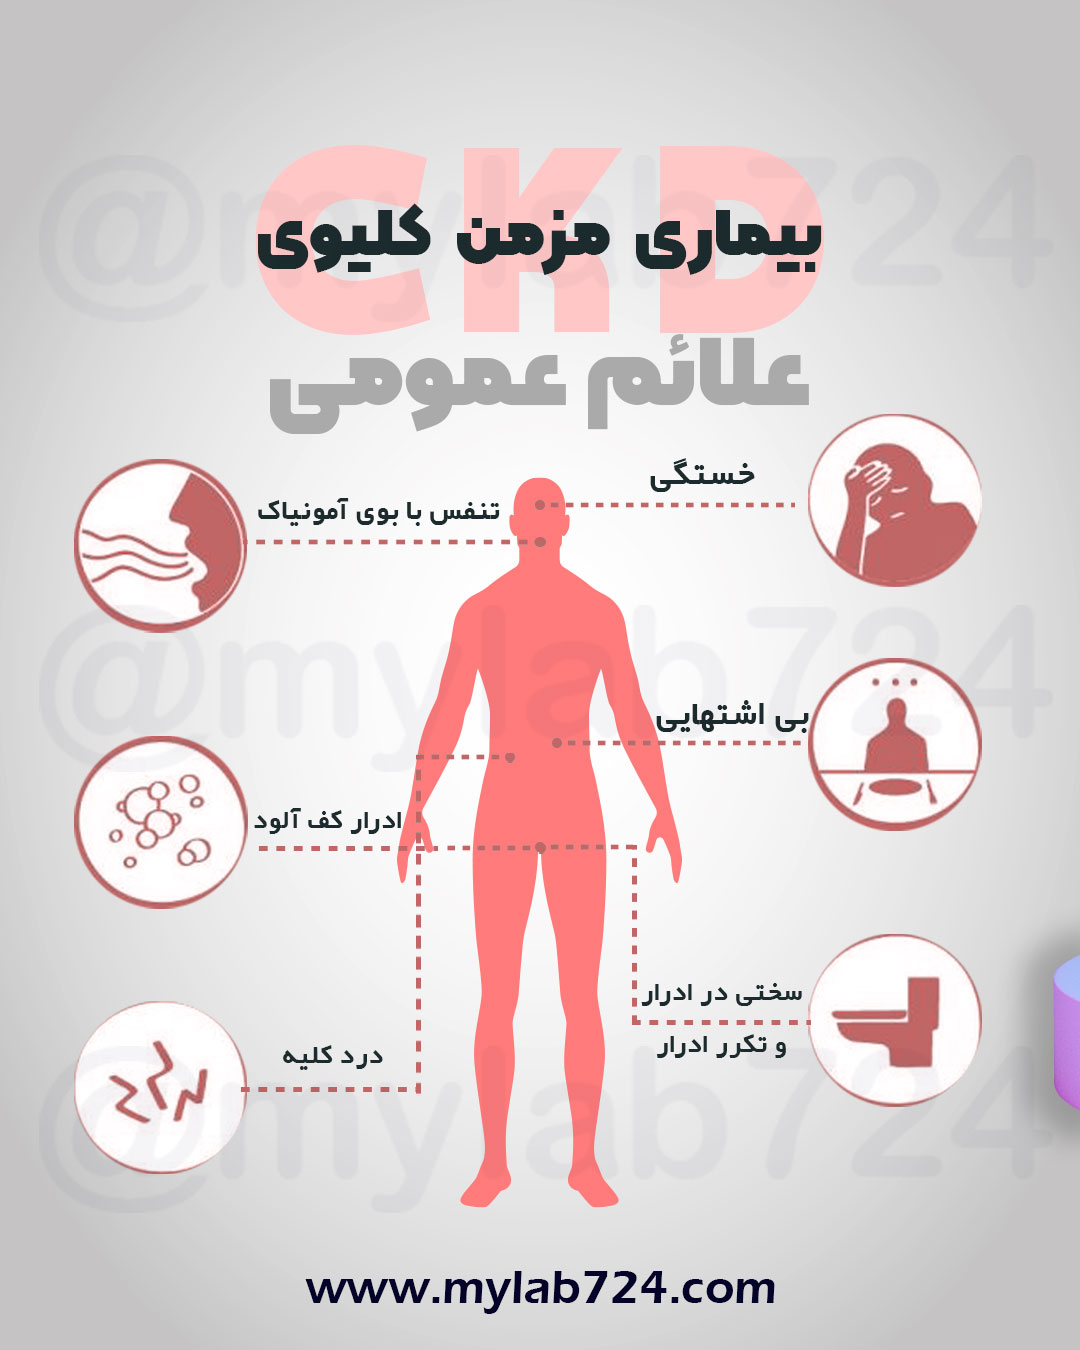 CKD
بیماری مزمن کلیوی
علائم عمومی
خستگی
تنفس با بوی آمونیاک
بی اشتهایی
ادرار کف آلود
سختی در ادرار
و تکرر ادرار
درد کلیه
@mylab724
@mylab724
@mylab724
www.mylab724.com